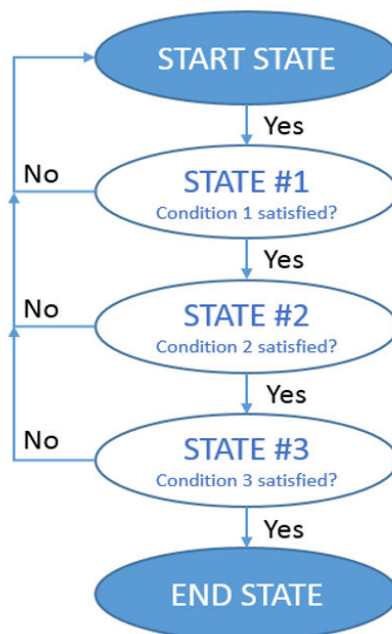 START STATE
Yes
No
STATE #1
Condition 1 satisfied?
Yes
No
STATE #2
Condition 2 satisfied?
Yes
No
STATE #3
Condition 3 satisfied?
Yes
END STATE